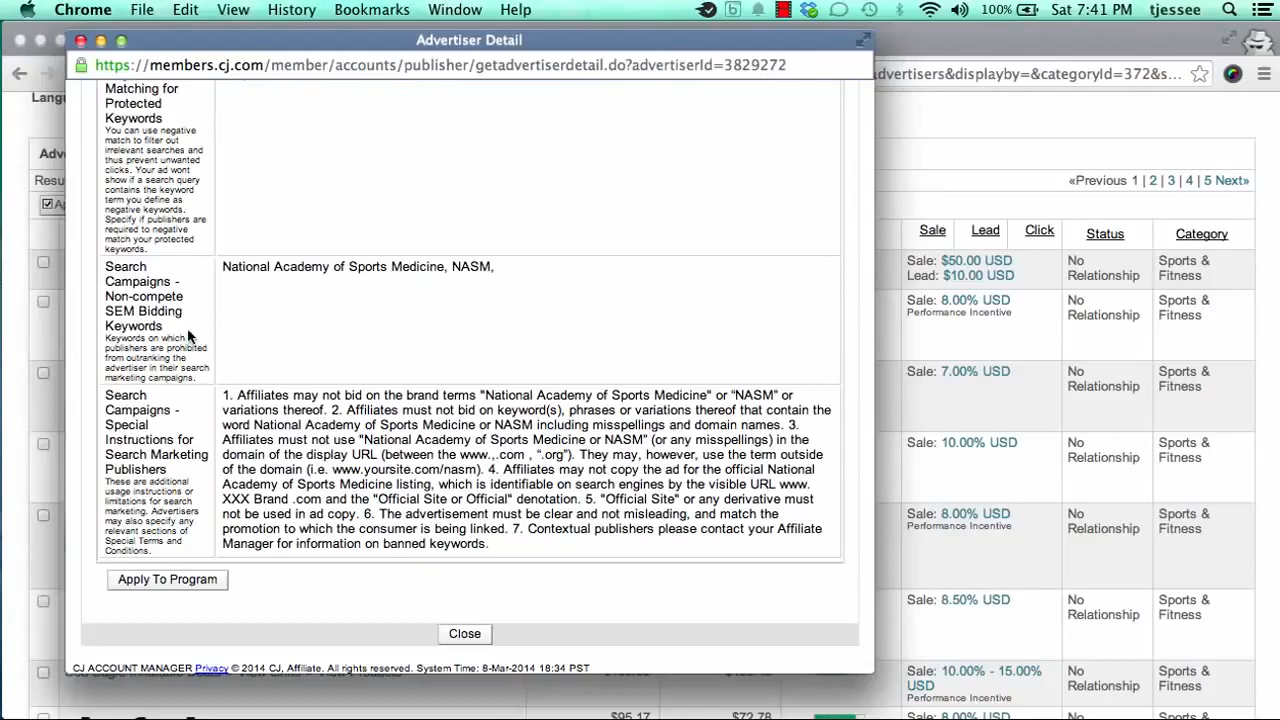 Chrome File Edit View History Bookmarks Window Help 100% Sat 7:41 PM tjessee
Advertiser Detail
https://members.cj.com/member/accounts/publisher/getadvertiserdetail.do?advertiserId=3829272
advertisers&displayby=&categoryId=372&s...
Matching for
Protected
Keywords
You can use negative
match to filter out
irrelevant searches and
thus prevent unwanted
clicks. Your ad wont
show if a search query
contains the keyword
term you define as
negative keywords.
Specify if publishers are
required to negative
match your protected
keywords.
Search
Campaigns -
Non-compete
SEM Bidding
Keywords
Keywords on which
publishers are prohibited
from outranking the
advertiser in their search
marketing campaigns.
National Academy of Sports Medicine, NASM,
Search
Campaigns -
Special
Instructions for
Search Marketing
Publishers
These are additional
usage instructions or
limitations for search
marketing. Advertisers
may also specify any
relevant sections of
Special Terms and
Conditions.
1. Affiliates may not bid on the brand terms "National Academy of Sports Medicine" or “NASM” or
variations thereof. 2. Affiliates must not bid on keyword(s), phrases or variations thereof that contain the
word National Academy of Sports Medicine or NASM including misspellings and domain names. 3.
Affiliates must not use "National Academy of Sports Medicine or NASM” (or any misspellings) in the
domain of the display URL (between the www.,.com , “.org”). They may, however, use the term outside
of the domain (i.e. www.yoursite.com/nasm). 4. Affiliates may not copy the ad for the official National
Academy of Sports Medicine listing, which is identifiable on search engines by the visible URL www.
XXX Brand .com and the "Official Site or Official" denotation. 5. "Official Site" or any derivative must
not be used in ad copy. 6. The advertisement must be clear and not misleading, and match the
promotion to which the consumer is being linked. 7. Contextual publishers please contact your Affiliate
Manager for information on banned keywords.
Apply To Program
Close
CJ ACCOUNT MANAGER Privacy © 2014 CJ, Affiliate. All rights reserved. System Time: 8-Mar-2014 18:34 PST
«Previous 1 | 2 | 3 | 4 | 5 Next»
Sale Lead Click Status Category
Sale: $50.00 USD
Lead: $10.00 USD
No
Relationship
Sports &
Fitness
Sale: 8.00% USD
Performance Incentive
No
Relationship
Sports &
Fitness
Sale: 7.00% USD
No
Relationship
Sports &
Fitness
Sale: 10.00% USD
No
Relationship
Sports &
Fitness
Sale: 8.00% USD
Performance Incentive
No
Relationship
Sports &
Fitness
Sale: 8.50% USD
No
Relationship
Sports &
Fitness
Sale: 10.00% - 15.00%
USD
Performance Incentive
No
Relationship
Sports &
Fitness
$95.17 $72.78 Sale: 8.00% USD No Sports &